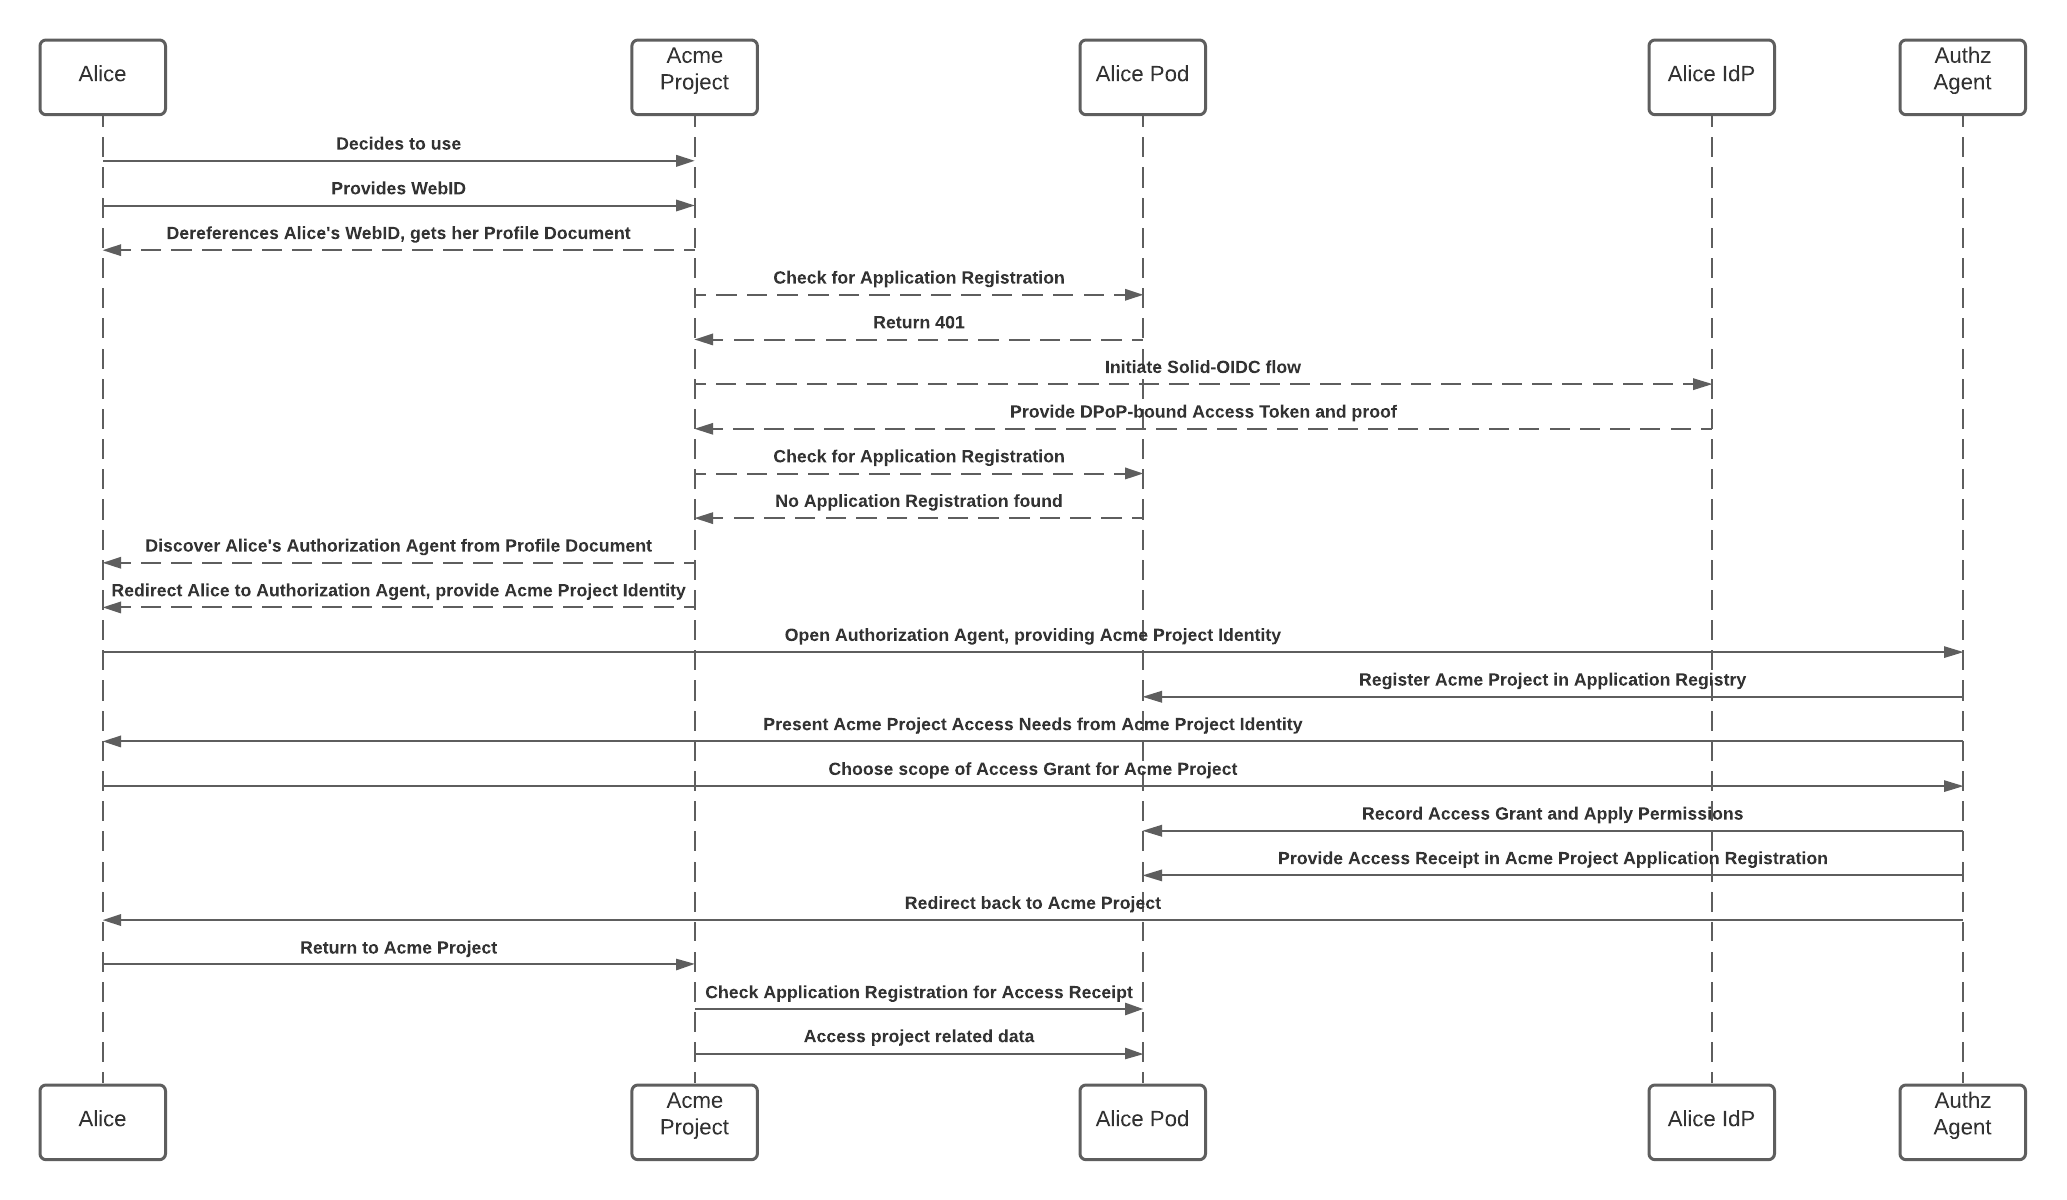 Alice
Acme
Project
Alice Pod
Alice IdP
Authz
Agent
Decides to use
Provides WebID
Dereferences Alice's WebID, gets her Profile Document
Check for Application Registration
Return 401
Initiate Solid-OIDC flow
Provide DPoP-bound Access Token and proof
Check for Application Registration
No Application Registration found
Discover Alice's Authorization Agent from Profile Document
Redirect Alice to Authorization Agent, provide Acme Project Identity
Open Authorization Agent, providing Acme Project Identity
Register Acme Project in Application Registry
Present Acme Project Access Needs from Acme Project Identity
Choose scope of Access Grant for Acme Project
Record Access Grant and Apply Permissions
Provide Access Receipt in Acme Project Application Registration
Redirect back to Acme Project
Return to Acme Project
Check Application Registration for Access Receipt
Access project related data
Alice
Acme
Project
Alice Pod
Alice IdP
Authz
Agent